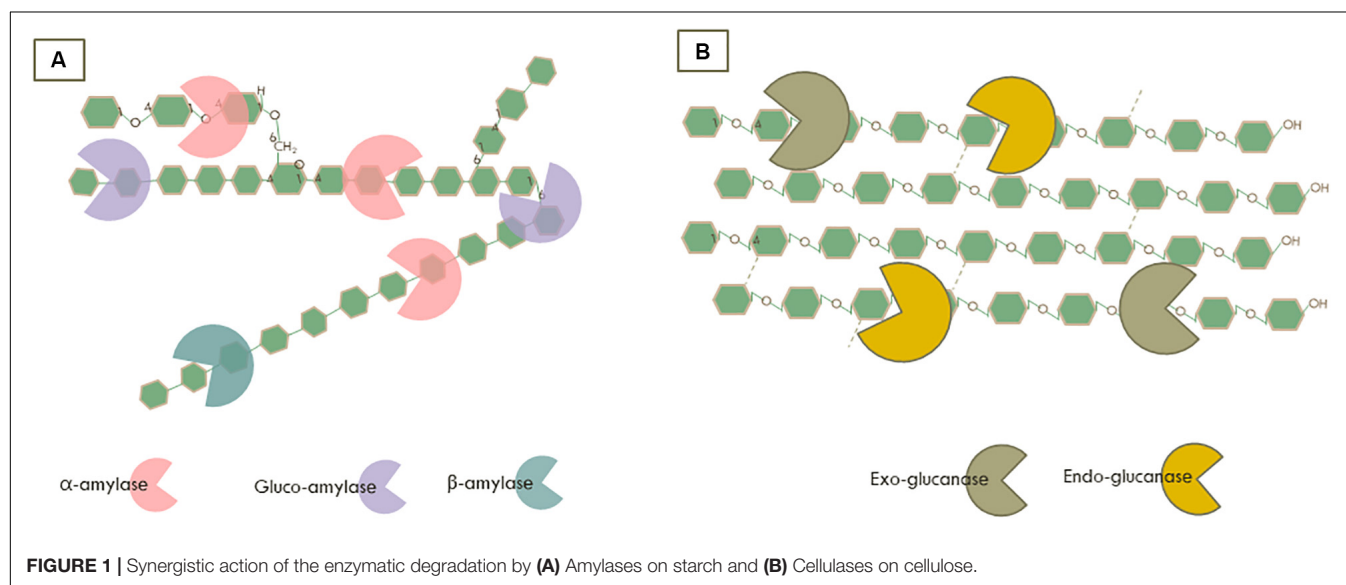 A
B
H
1 O 4 1 O 4 1 O
6
CH₂
O
4 1 4
6 1 4 1
1 6
1 O 4 O O O O O O OH
O O O O O O O OH
1 O 4 O O O O O O OH
O O O O O O OH
α-amylase
Gluco-amylase
β-amylase
Exo-glucanase
Endo-glucanase
FIGURE 1 | Synergistic action of the enzymatic degradation by (A) Amylases on starch and (B) Cellulases on cellulose.